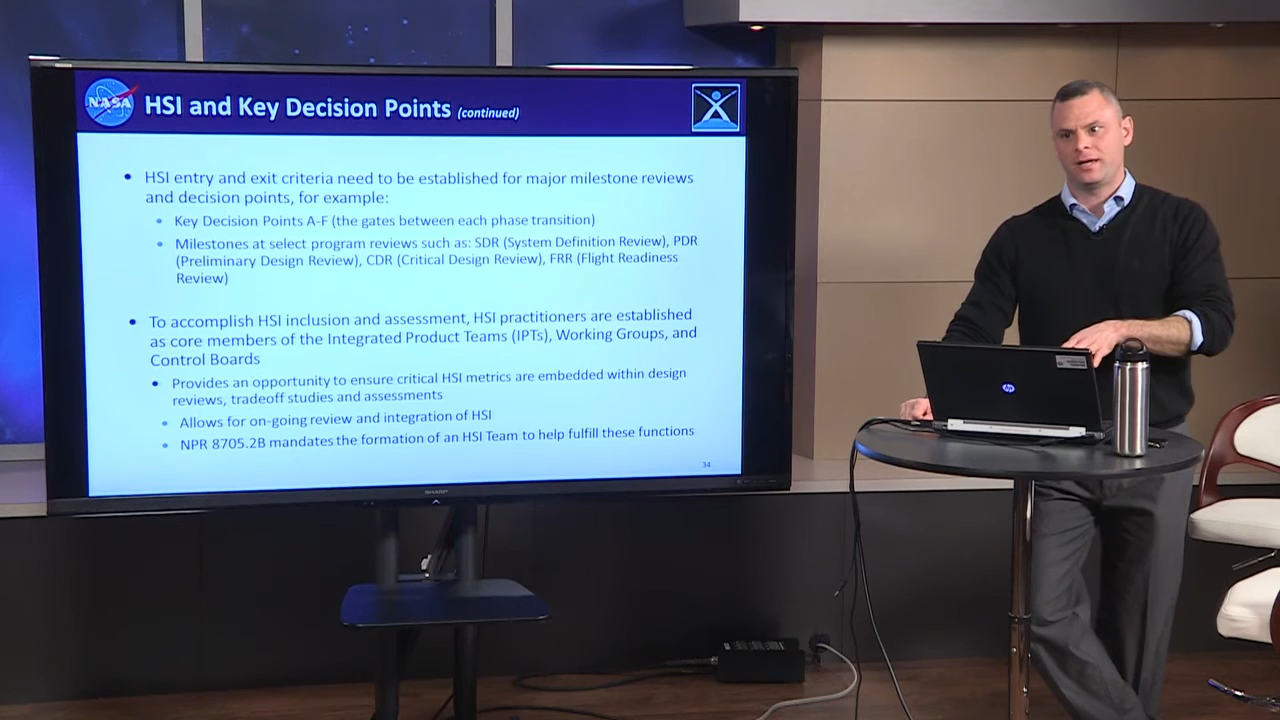 NASA
HSI and Key Decision Points (continued)
• HSI entry and exit criteria need to be established for major milestone reviews
and decision points, for example:
• Key Decision Points A-F (the gates between each phase transition)
• Milestones at select program reviews such as: SDR (System Definition Review), PDR
(Preliminary Design Review), CDR (Critical Design Review), FRR (Flight Readiness
Review)
• To accomplish HSI inclusion and assessment, HSI practitioners are established
as core members of the Integrated Product Teams (IPTs), Working Groups, and
Control Boards
• Provides an opportunity to ensure critical HSI metrics are embedded within design
reviews, tradeoff studies and assessments
• Allows for on-going review and integration of HSI
• NPR 8705.2B mandates the formation of an HSI Team to help fulfill these functions
34
SHARP
hp